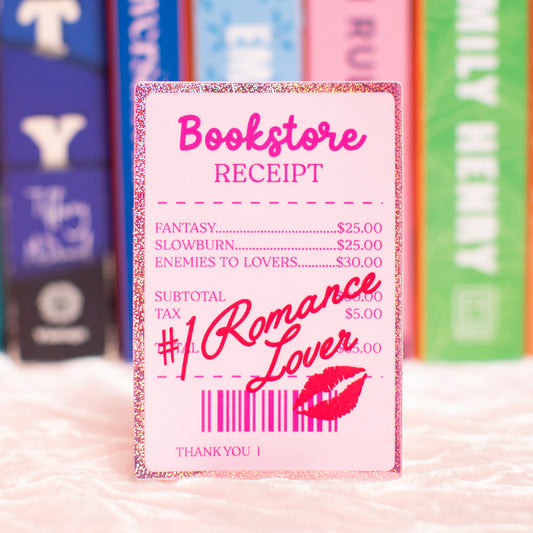 Bookstore
RECEIPT
FANTASY..................................$25.00
SLOWBURN.............................$25.00
ENEMIES TO LOVERS...........$30.00
SUBTOTAL
TAX $5.00
#1 Romance
Lover
THANK YOU
EMILY HENRY